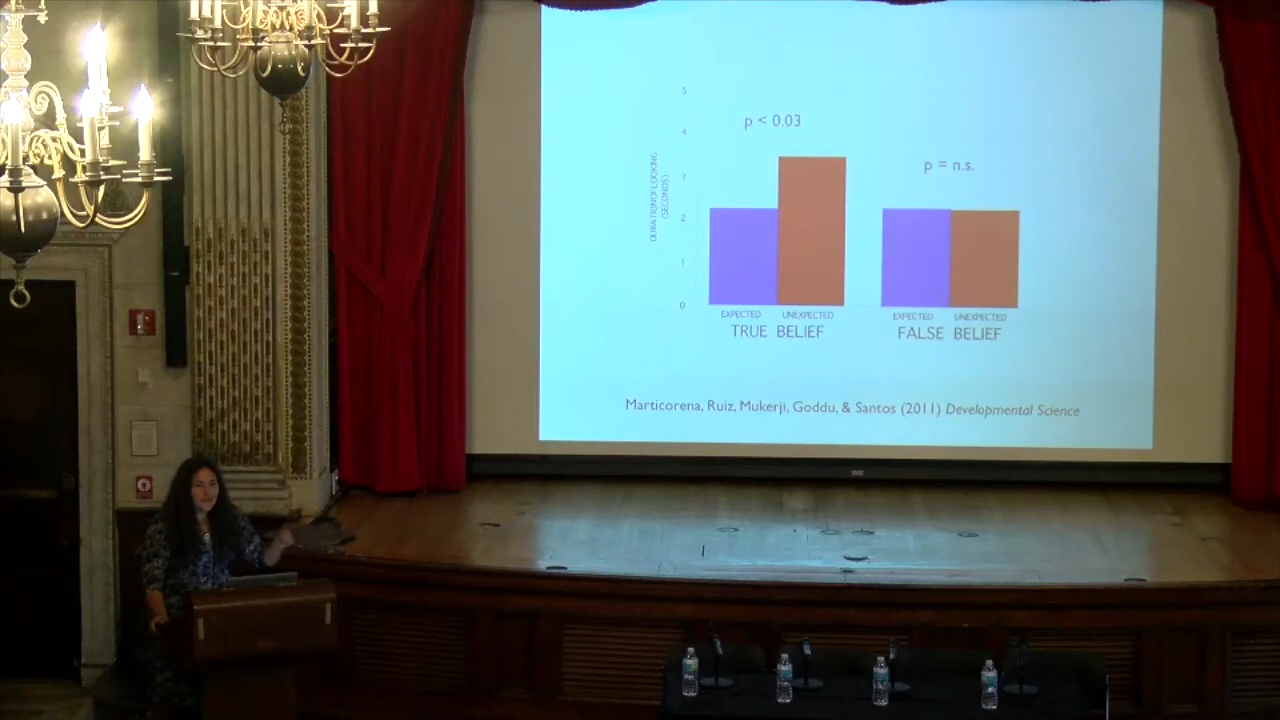 5
p < 0.03
4
p = n.s.
3
DURATION OF LOOKING
(SECONDS)
2
1
0
EXPECTED UNEXPECTED EXPECTED UNEXPECTED
TRUE BELIEF FALSE BELIEF
Marticorena, Ruiz, Mukerji, Goddu, & Santos (2011) Developmental Science